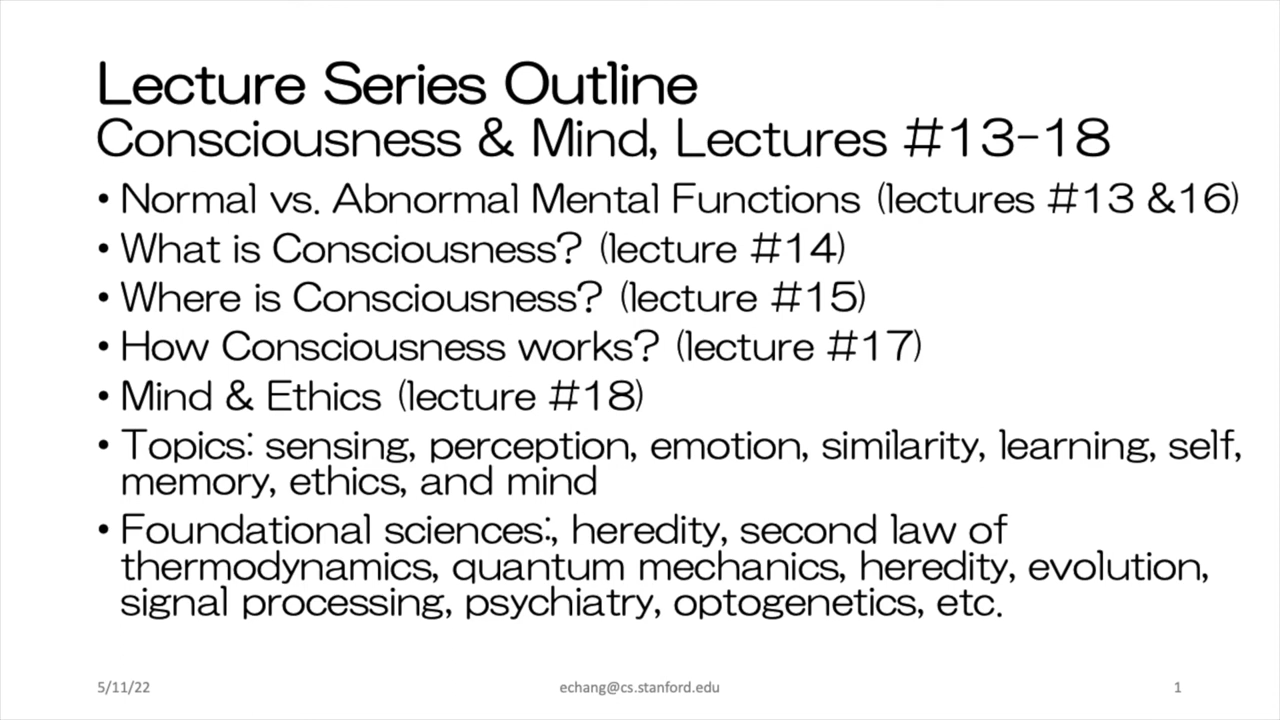 Lecture Series Outline
Consciousness & Mind, Lectures #13-18
• Normal vs. Abnormal Mental Functions (lectures #13 &16)
• What is Consciousness? (lecture #14)
• Where is Consciousness? (lecture #15)
• How Consciousness works? (lecture #17)
• Mind & Ethics (lecture #18)
• Topics: sensing, perception, emotion, similarity, learning, self,
memory, ethics, and mind
• Foundational sciences:, heredity, second law of
thermodynamics, quantum mechanics, heredity, evolution,
signal processing, psychiatry, optogenetics, etc.
5/11/22
echang@cs.stanford.edu
1